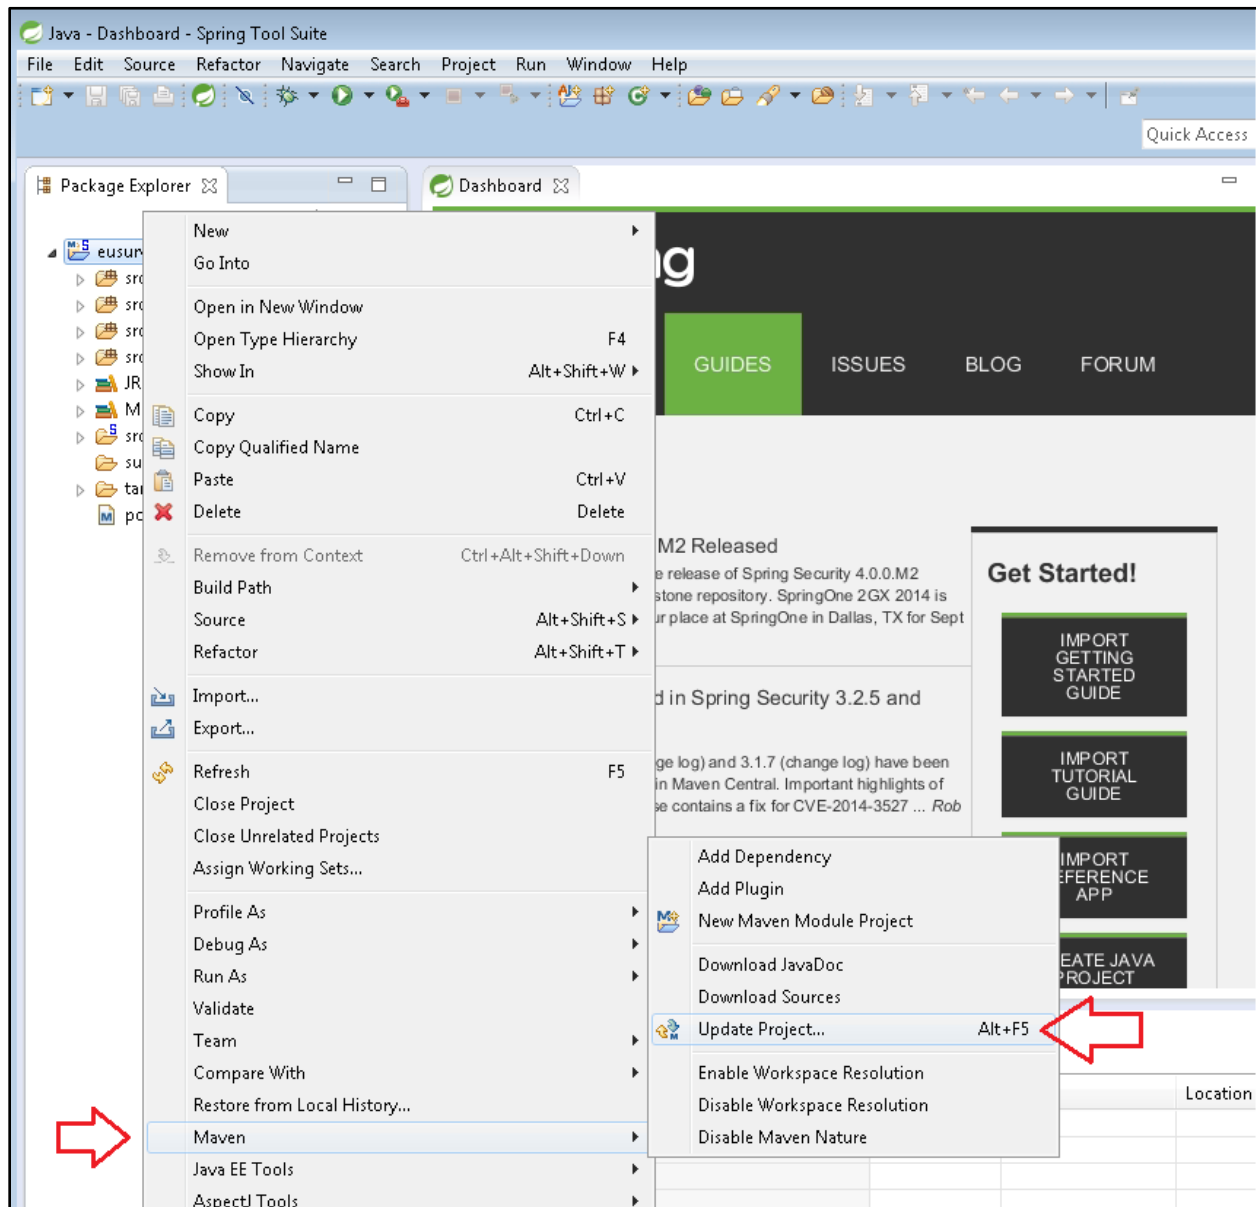 Java - Dashboard - Spring Tool Suite
File Edit Source Refactor Navigate Search Project Run Window Help
Quick Access
Package Explorer
Dashboard
New
Go Into
Open in New Window
Open Type Hierarchy F4
Show In Alt+Shift+W
Copy Ctrl+C
Copy Qualified Name
Paste Ctrl+V
Delete Delete
Remove from Context Ctrl+Alt+Shift+Down
Build Path
Source Alt+Shift+S
Refactor Alt+Shift+T
Import...
Export...
Refresh F5
Close Project
Close Unrelated Projects
Assign Working Sets...
Profile As
Debug As
Run As
Validate
Team
Compare With
Restore from Local History...
Maven
Java EE Tools
AspectJ Tools
Add Dependency
Add Plugin
New Maven Module Project
Download JavaDoc
Download Sources
Update Project... Alt+F5
Enable Workspace Resolution
Disable Workspace Resolution
Disable Maven Nature
GUIDES ISSUES BLOG FORUM
M2 Released
release of Spring Security 4.0.0.M2
repository. SpringOne 2GX 2014 is
place at SpringOne in Dallas, TX for Sept
in Spring Security 3.2.5 and
log) and 3.1.7 (change log) have been
in Maven Central. Important highlights of
contains a fix for CVE-2014-3527 ... Rob
Get Started!
IMPORT
GETTING
STARTED
GUIDE
IMPORT
TUTORIAL
GUIDE
IMPORT
APP
JAVA
PROJECT
Location